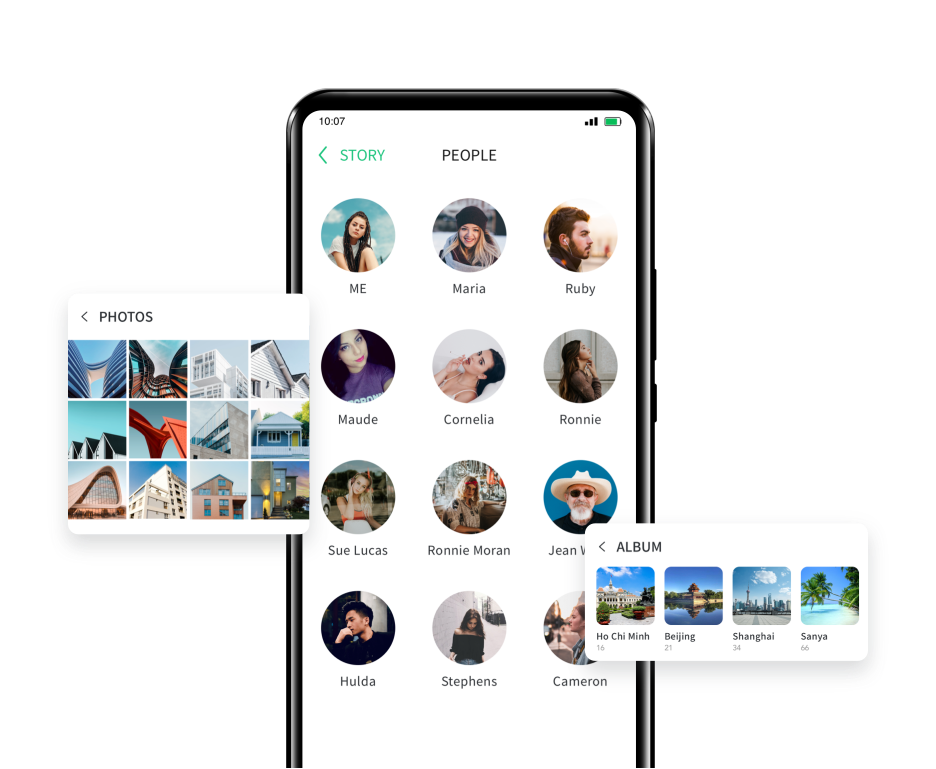 10:07
STORY
PEOPLE
ME
Maria
Ruby
PHOTOS
Maude
Cornelia
Ronnie
Sue Lucas
Ronnie Moran
Jean
ALBUM
Ho Chi Minh
Beijing
Shanghai
Sanya
16
21
34
66
Hulda
Stephens
Cameron